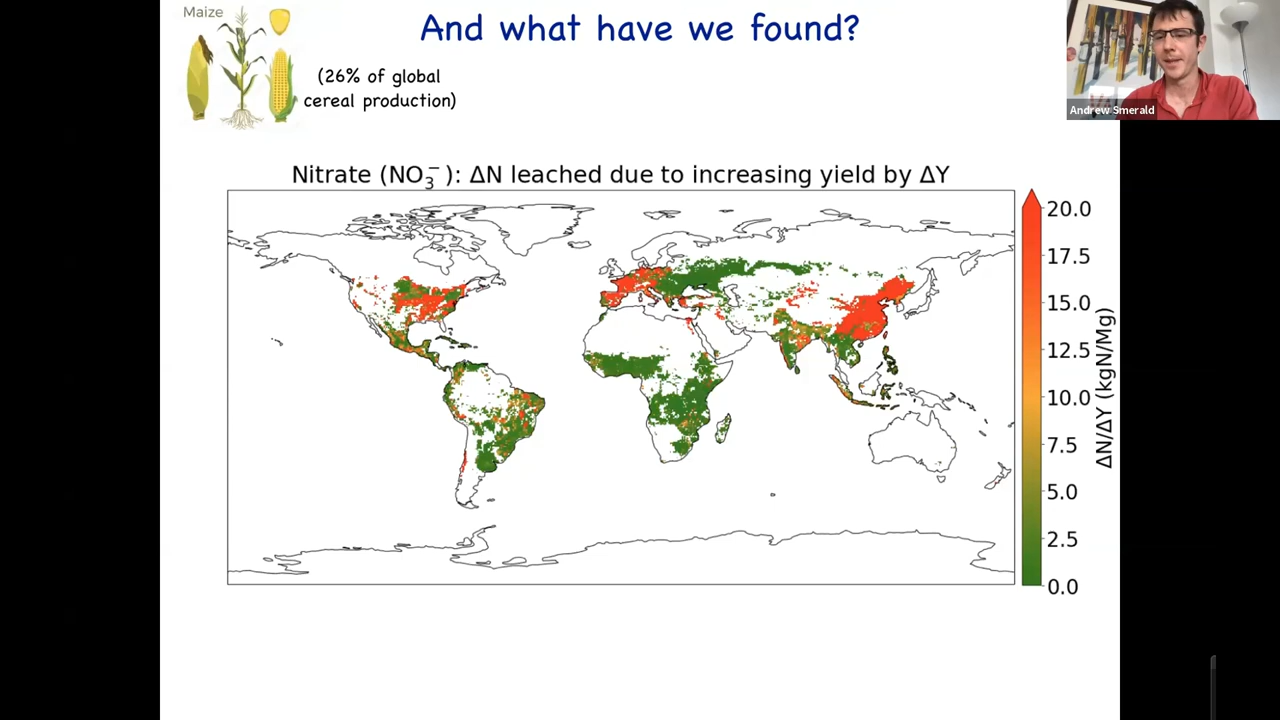 Maize
And what have we found?
(26% of global
cereal production)
Andrew Smerald
Nitrate (NO₃⁻): ΔN leached due to increasing yield by ΔY
20.0
17.5
15.0
12.5
10.0
7.5
5.0
2.5
0.0
ΔN/ΔY (kgN/Mg)